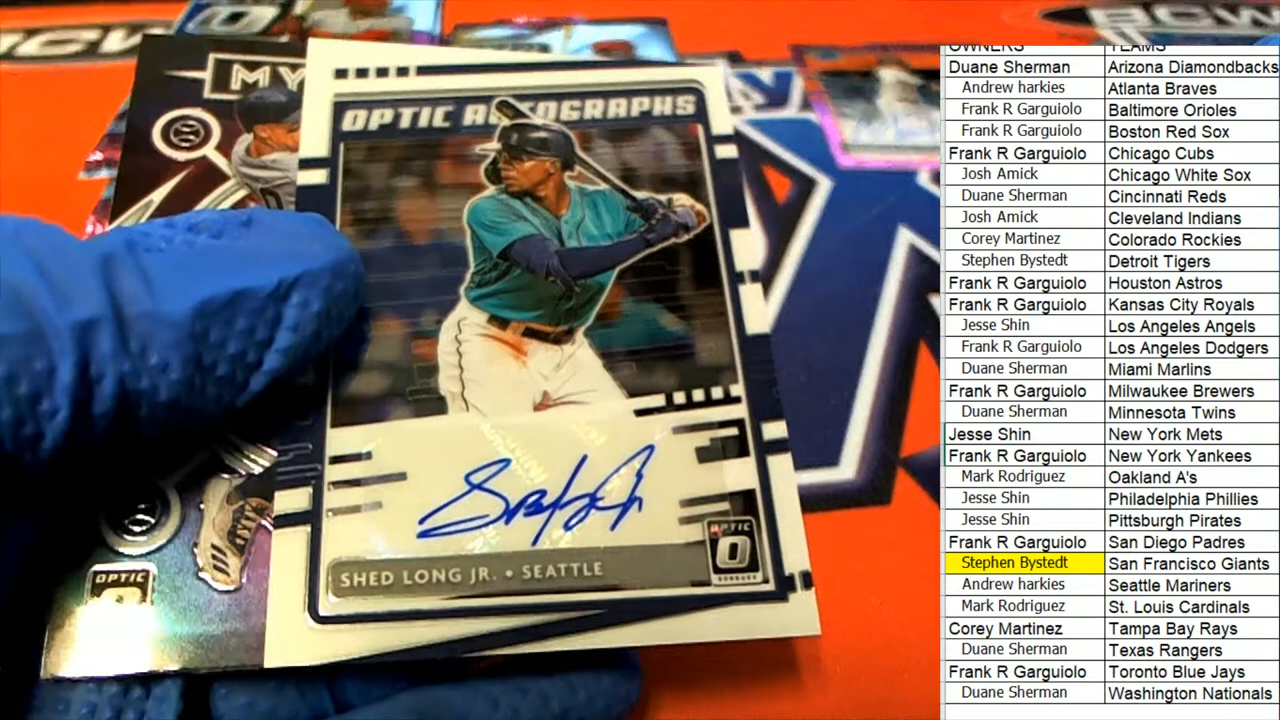 BCW
BCW
MY
OPTIC AUTOGRAPHS
SHED LONG JR. • SEATTLE
OPTIC
OPTIC
OWNERS TEAMS
Duane Sherman Arizona Diamondbacks
Andrew harkies Atlanta Braves
Frank R Garguiolo Baltimore Orioles
Frank R Garguiolo Boston Red Sox
Frank R Garguiolo Chicago Cubs
Josh Amick Chicago White Sox
Duane Sherman Cincinnati Reds
Josh Amick Cleveland Indians
Corey Martinez Colorado Rockies
Stephen Bystedt Detroit Tigers
Frank R Garguiolo Houston Astros
Frank R Garguiolo Kansas City Royals
Jesse Shin Los Angeles Angels
Frank R Garguiolo Los Angeles Dodgers
Duane Sherman Miami Marlins
Frank R Garguiolo Milwaukee Brewers
Duane Sherman Minnesota Twins
Jesse Shin New York Mets
Frank R Garguiolo New York Yankees
Mark Rodriguez Oakland A's
Jesse Shin Philadelphia Phillies
Jesse Shin Pittsburgh Pirates
Frank R Garguiolo San Diego Padres
Stephen Bystedt San Francisco Giants
Andrew harkies Seattle Mariners
Mark Rodriguez St. Louis Cardinals
Corey Martinez Tampa Bay Rays
Duane Sherman Texas Rangers
Frank R Garguiolo Toronto Blue Jays
Duane Sherman Washington Nationals